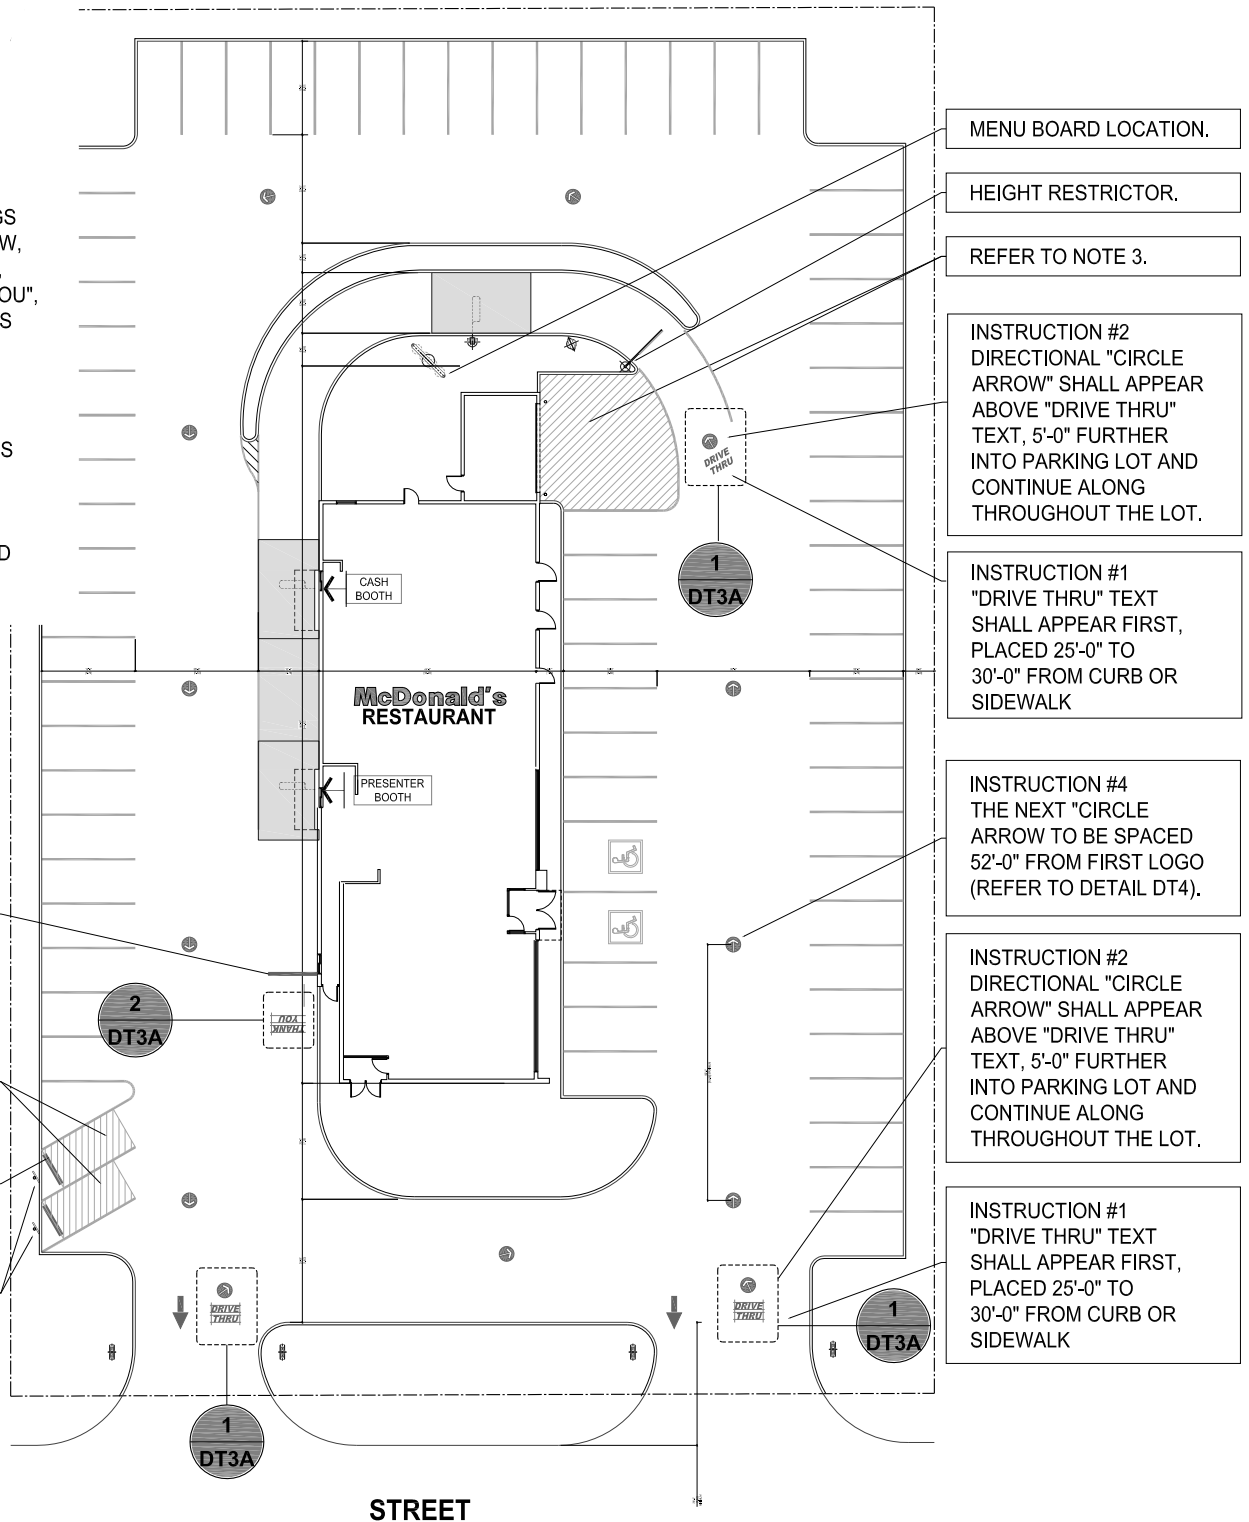 MENU BOARD LOCATION.
HEIGHT RESTRICTOR.
REFER TO NOTE 3.
INSTRUCTION #2
DIRECTIONAL "CIRCLE
ARROW" SHALL APPEAR
ABOVE "DRIVE THRU"
TEXT, 5'-0" FURTHER
INTO PARKING LOT AND
CONTINUE ALONG
THROUGHOUT THE LOT.
INSTRUCTION #1
"DRIVE THRU" TEXT
SHALL APPEAR FIRST,
PLACED 25'-0" TO
30'-0" FROM CURB OR
SIDEWALK
INSTRUCTION #4
THE NEXT "CIRCLE
ARROW TO BE SPACED
52'-0" FROM FIRST LOGO
(REFER TO DETAIL DT4).
INSTRUCTION #2
DIRECTIONAL "CIRCLE
ARROW" SHALL APPEAR
ABOVE "DRIVE THRU"
TEXT, 5'-0" FURTHER
INTO PARKING LOT AND
CONTINUE ALONG
THROUGHOUT THE LOT.
INSTRUCTION #1
"DRIVE THRU" TEXT
SHALL APPEAR FIRST,
PLACED 25'-0" TO
30'-0" FROM CURB OR
SIDEWALK
GS
W,
OU",
S
S
D
DRIVE
THRU
1
DT3A
CASH
BOOTH
McDonald's
RESTAURANT
PRESENTER
BOOTH
2
DT3A
THANK
YOU
DRIVE
THRU
DRIVE
THRU
1
DT3A
1
DT3A
STREET